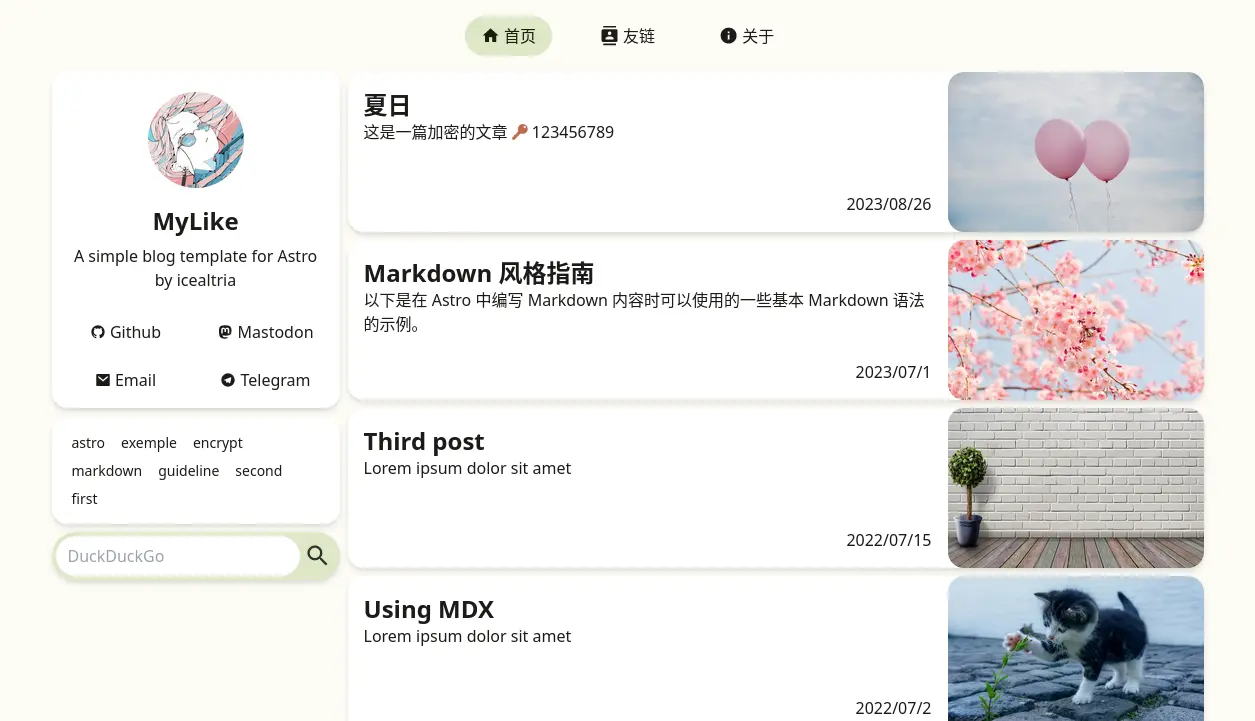 首页 友链 关于
MyLike
A simple blog template for Astro
by icealtria
Github Mastodon
Email Telegram
astro exemple encrypt
markdown guideline second
first
DuckDuckGo
夏日
这是一篇加密的文章 🔑 123456789
2023/08/26
Markdown 风格指南
以下是在 Astro 中编写 Markdown 内容时可以使用的一些基本 Markdown 语法
的示例。
2023/07/1
Third post
Lorem ipsum dolor sit amet
2022/07/15
Using MDX
Lorem ipsum dolor sit amet
2022/07/2